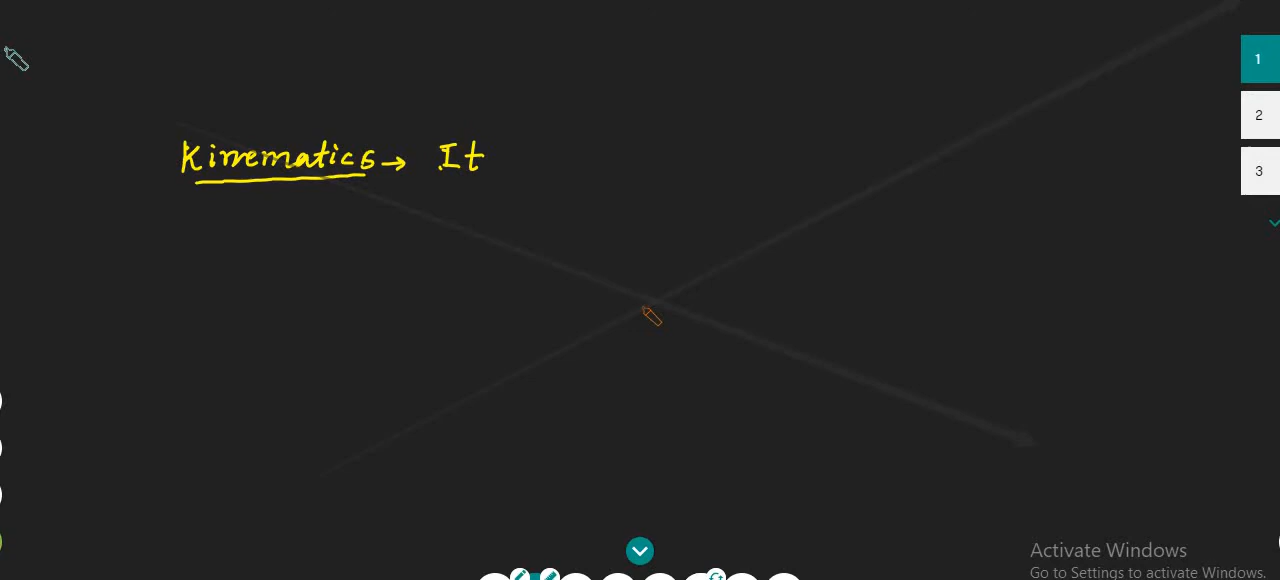 Kinematics → It
1
2
3
Activate Windows
Go to Settings to activate Windows.